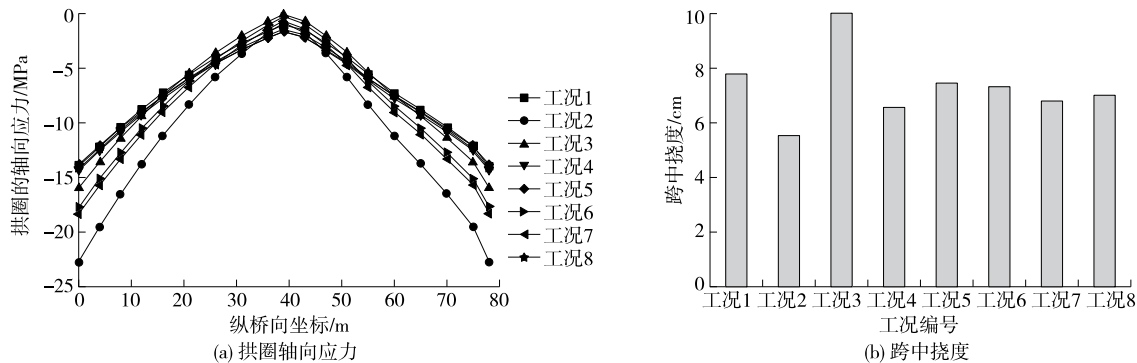 0
−5
−10
−15
−20
−25
拱圈的轴向应力/MPa
0 10 20 30 40 50 60 70 80
纵桥向坐标/m
工况1
工况2
工况3
工况4
工况5
工况6
工况7
工况8
(a) 拱圈轴向应力
10
8
6
4
2
0
跨中挠度/cm
工况1 工况2 工况3 工况4 工况5 工况6 工况7 工况8
工况编号
(b) 跨中挠度